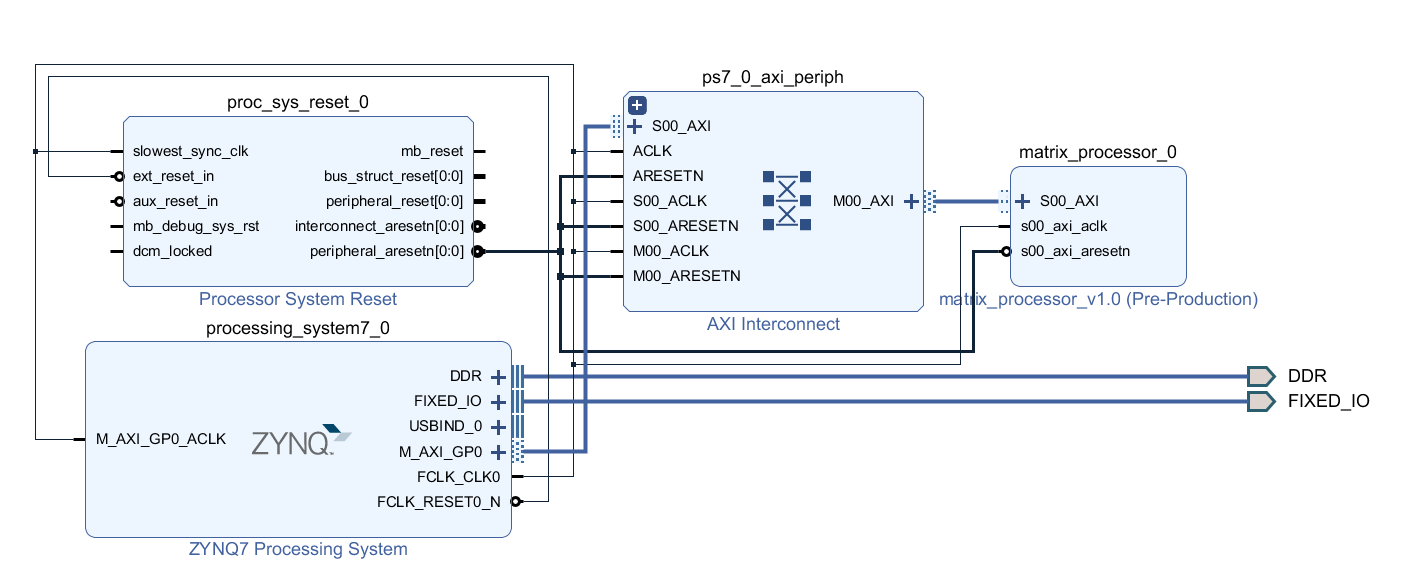 proc_sys_reset_0
slowest_sync_clk
ext_reset_in
aux_reset_in
mb_debug_sys_rst
dcm_locked
mb_reset
bus_struct_reset[0:0]
peripheral_reset[0:0]
interconnect_aresetn[0:0]
peripheral_aresetn[0:0]
Processor System Reset
ps7_0_axi_periph
S00_AXI
ACLK
ARESETN
S00_ACLK
S00_ARESETN
M00_ACLK
M00_ARESETN
M00_AXI
AXI Interconnect
matrix_processor_0
S00_AXI
s00_axi_aclk
s00_axi_aresetn
matrix_processor_v1.0 (Pre-Production)
processing_system7_0
M_AXI_GP0_ACLK
ZYNQ
DDR
FIXED_IO
USBIND_0
M_AXI_GP0
FCLK_CLK0
FCLK_RESET0_N
ZYNQ7 Processing System
DDR
FIXED_IO